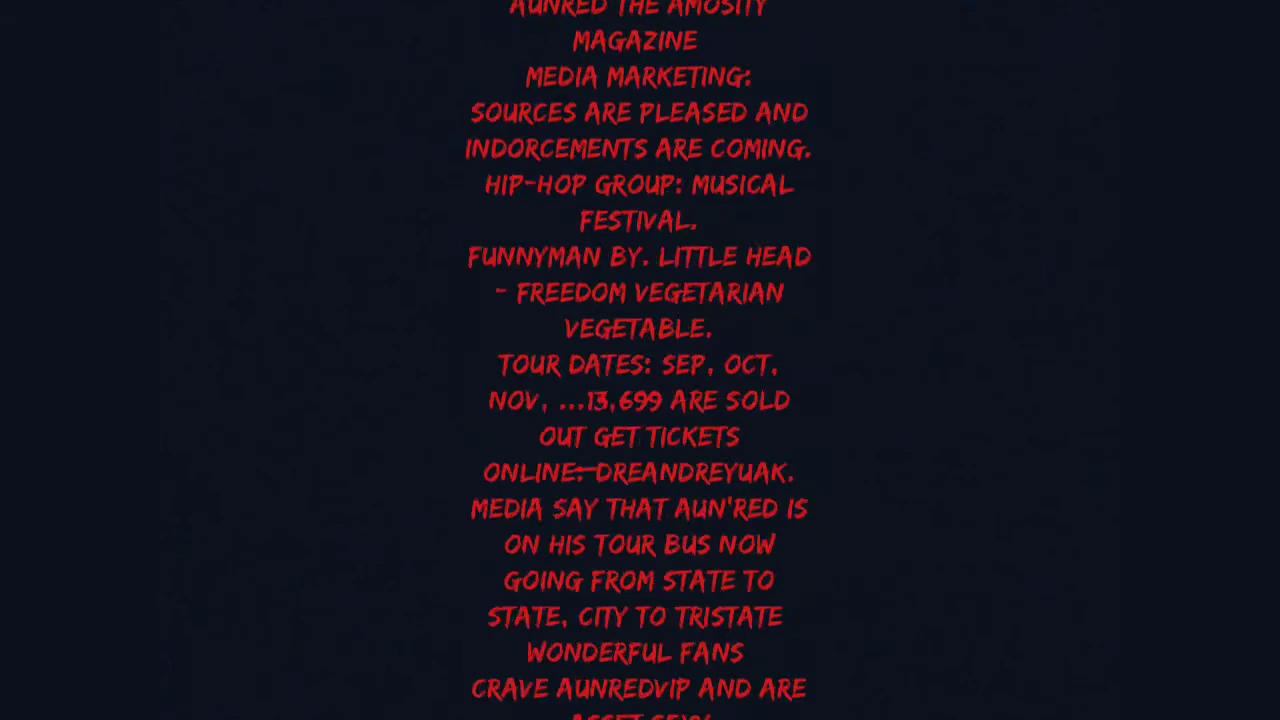 AUNRED THE AMOSITY
MAGAZINE
MEDIA MARKETING:
SOURCES ARE PLEASED AND
INDORCEMENTS ARE COMING.
HIP-HOP GROUP: MUSICAL
FESTIVAL.
FUNNYMAN BY. LITTLE HEAD
- FREEDOM VEGETARIAN
VEGETABLE.
TOUR DATES: SEP, OCT,
NOV, ...13,699 ARE SOLD
OUT GET TICKETS
ONLINE: DREANDREYUAK.
MEDIA SAY THAT AUN'RED IS
ON HIS TOUR BUS NOW
GOING FROM STATE TO
STATE, CITY TO TRISTATE
WONDERFUL FANS
CRAVE AUNREDVIP AND ARE